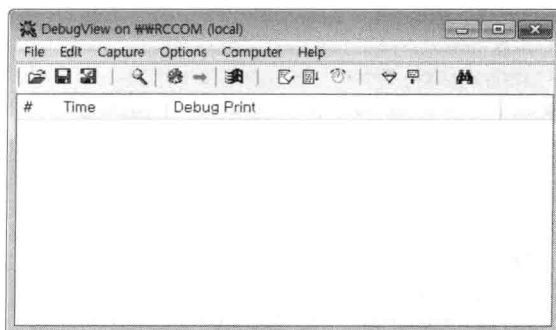 DebugView on ₩₩RCCOM (local)
File Edit Capture Options Computer Help
# Time Debug Print